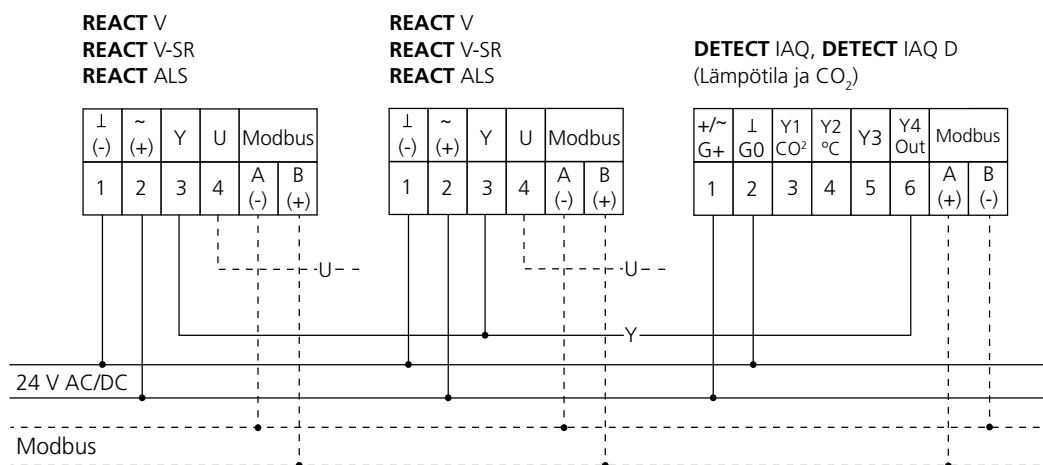 REACT V
REACT V-SR
REACT ALS
⊥ (-) ~ (+) Y U Modbus
1 2 3 4 A (-) B (+)
U
REACT V
REACT V-SR
REACT ALS
⊥ (-) ~ (+) Y U Modbus
1 2 3 4 A (-) B (+)
U
DETECT IAQ, DETECT IAQ D
(Lämpötila ja CO₂)
+/~ G+ ⊥ G0 Y1 CO² Y2 ºC Y3 Y4 Out Modbus
1 2 3 4 5 6 A (+) B (-)
Y
24 V AC/DC
Modbus